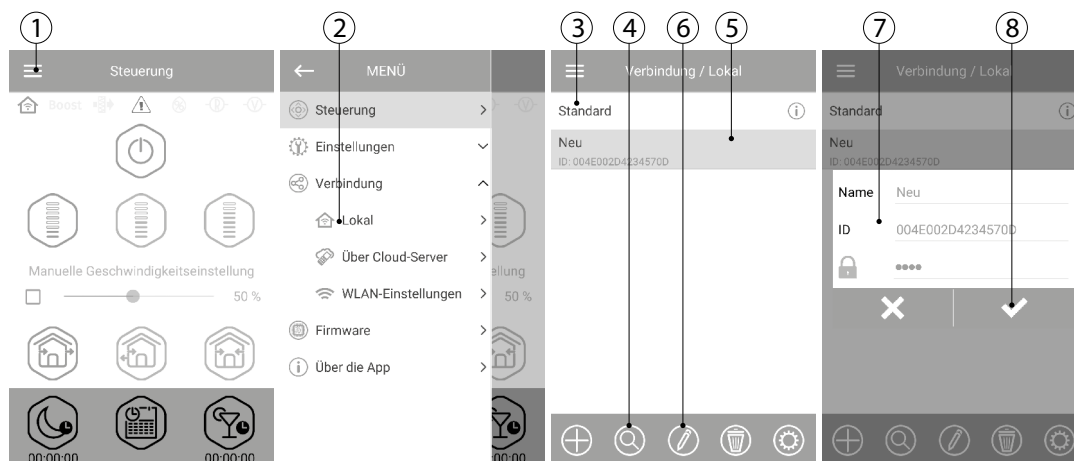 1
2
3
4
6
5
7
8
Steuerung
Boost
Manuelle Geschwindigkeitseinstellung
50 %
00:00:00
00:00:00
MENÜ
Steuerung
Einstellungen
Verbindung
Lokal
Über Cloud-Server
WLAN-Einstellungen
Firmware
Über die App
ellung
50 %
00:00
Verbindung / Lokal
Standard
Neu
ID: 004E002D4234570D
Verbindung / Lokal
Standard
Neu
ID: 004E002D4234570D
Name Neu
ID 004E002D4234570D